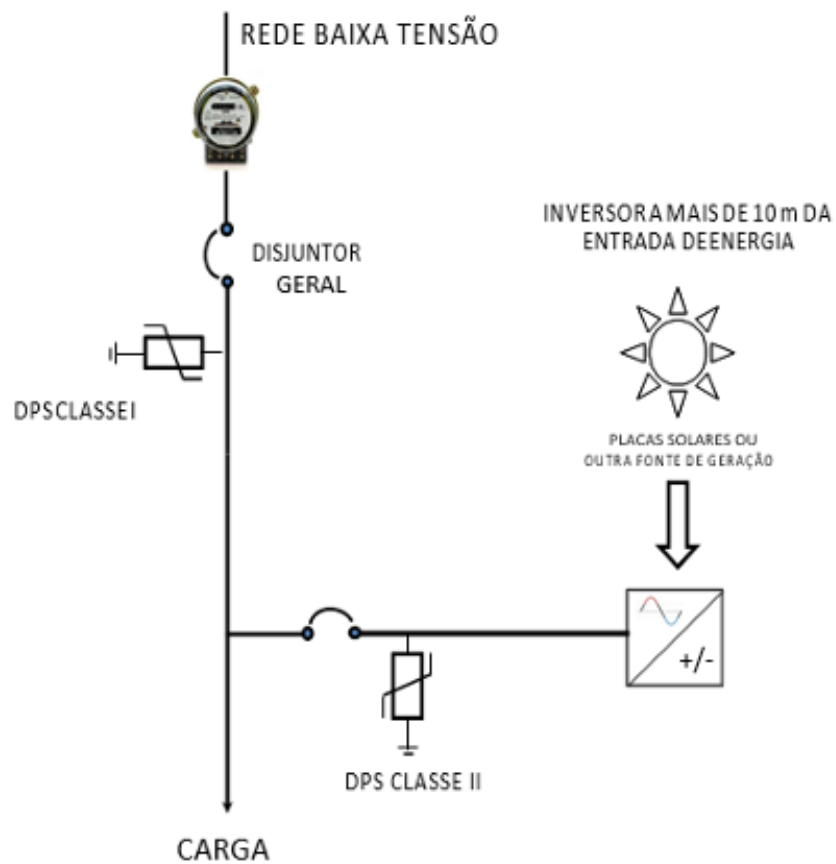 REDE BAIXA TENSÃO
INVERSORA MAIS DE 10 m DA
ENTRADA DEENERGIA
DISJUNTOR
GERAL
DPSCLASSEI
PLACAS SOLARES OU
OUTRA FONTE DE GERAÇÃO
+/-
DPS CLASSE II
CARGA